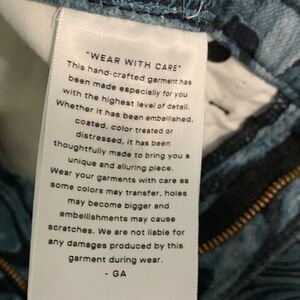 "WEAR WITH CARE"
This hand-crafted garment has
been made especially for you
with the highest level of detail.
Whether it has been embellished,
coated, color treated or
distressed, it has been
thoughtfully made to bring you a
unique and alluring piece.
Wear your garments with care as
some colors may transfer, holes
may become bigger and
embellishments may cause
scratches. We are not liable for
any damages produced by this
garment during wear.
- GA